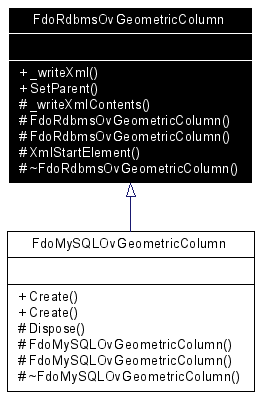 FdoRdbmsOvGeometricColumn
+ _writeXml()
+ SetParent()
# _writeXmlContents()
# FdoRdbmsOvGeometricColumn()
# FdoRdbmsOvGeometricColumn()
# XmlStartElement()
# ~FdoRdbmsOvGeometricColumn()
FdoMySQLOvGeometricColumn
+ Create()
+ Create()
# Dispose()
# FdoMySQLOvGeometricColumn()
# FdoMySQLOvGeometricColumn()
# ~FdoMySQLOvGeometricColumn()